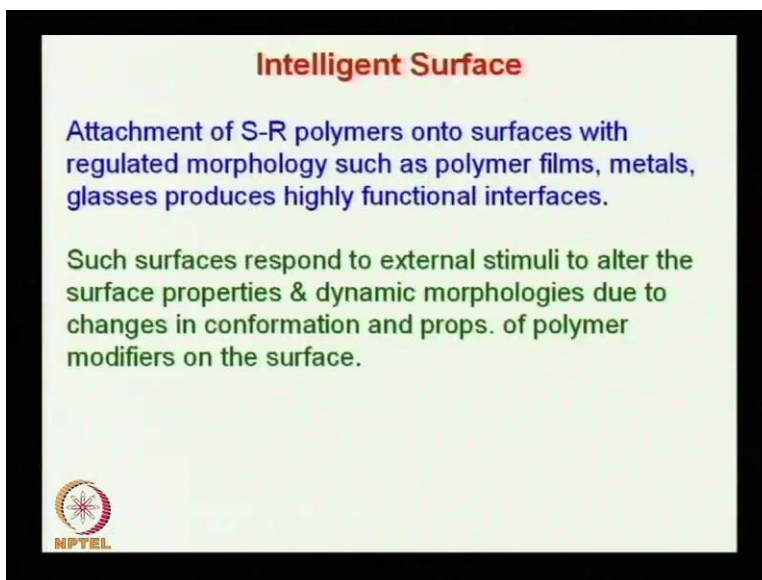 Intelligent Surface
Attachment of S-R polymers onto surfaces with
regulated morphology such as polymer films, metals,
glasses produces highly functional interfaces.
Such surfaces respond to external stimuli to alter the
surface properties & dynamic morphologies due to
changes in conformation and props. of polymer
modifiers on the surface.
NPTEL